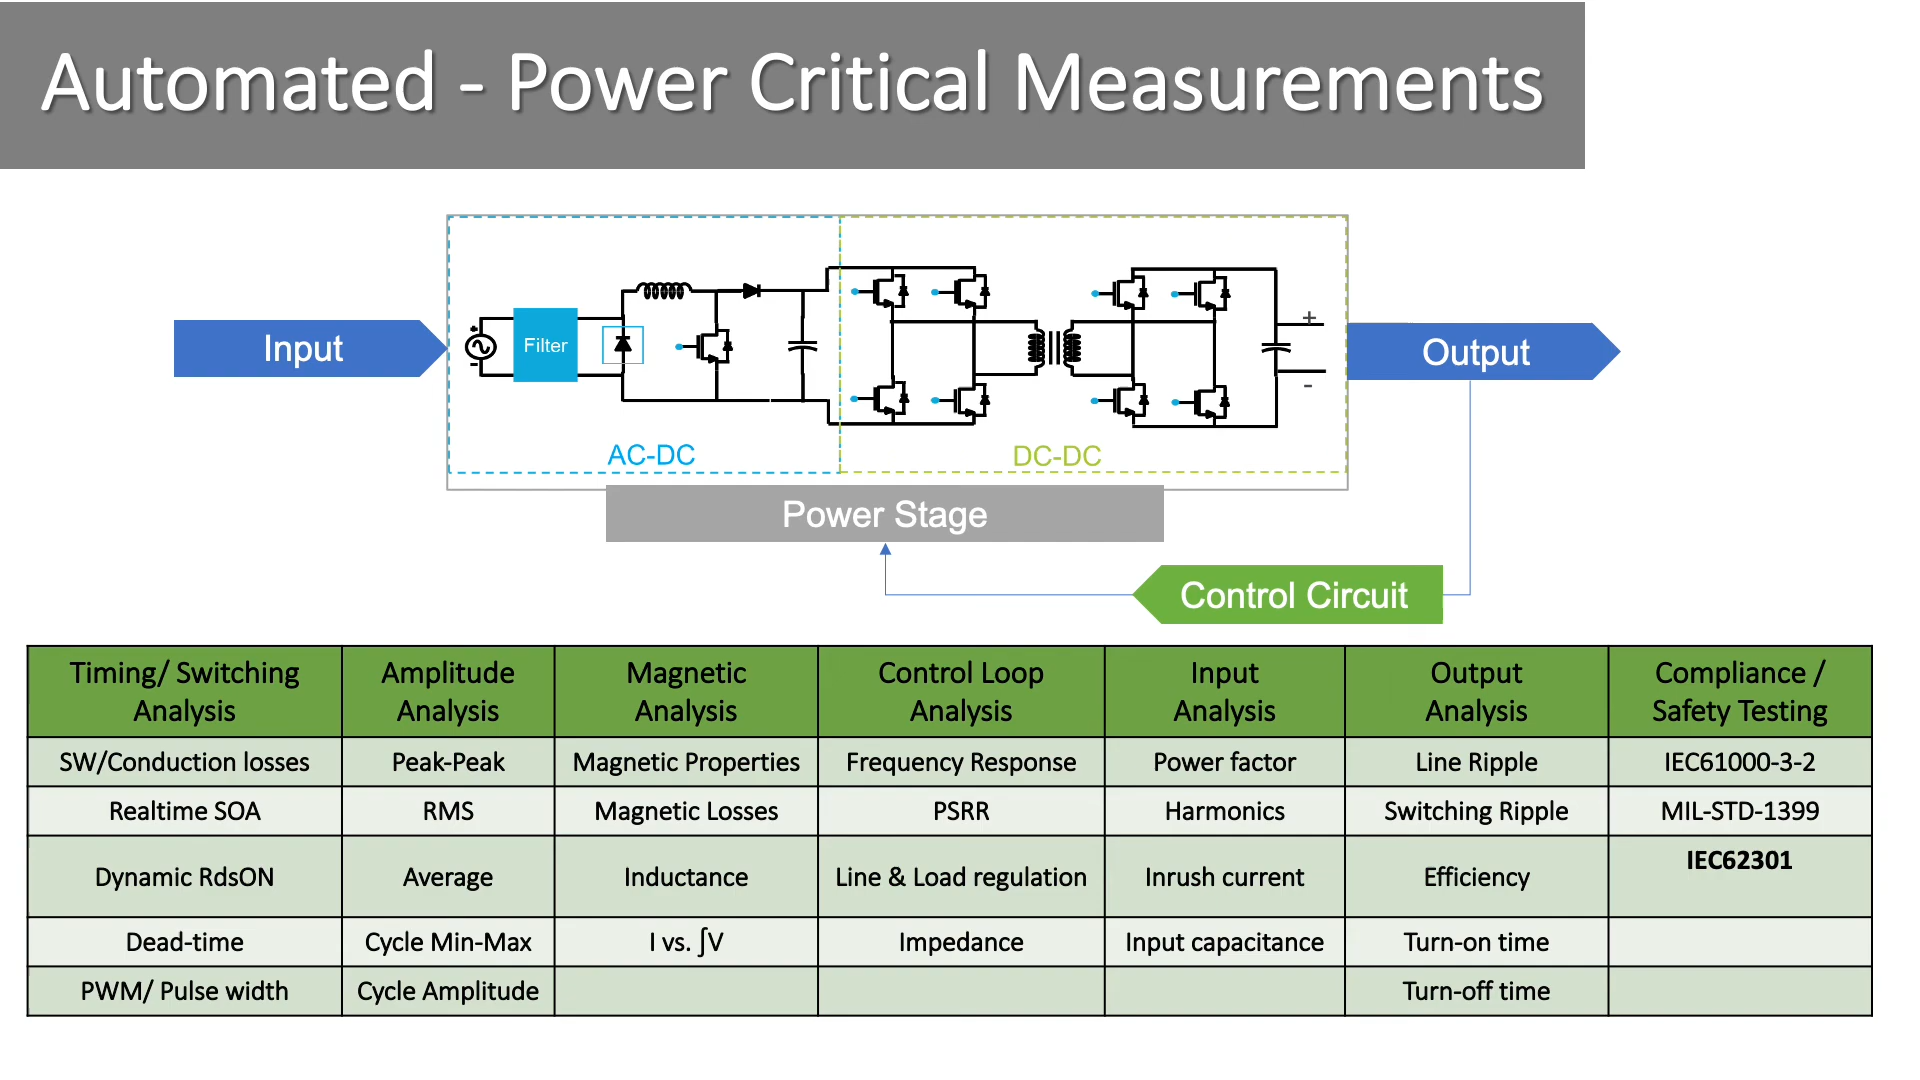 Automated - Power Critical Measurements
Input
Filter
+
-
+
-
Output
AC-DC
DC-DC
Power Stage
Control Circuit
Timing/ Switching Analysis
Amplitude Analysis
Magnetic Analysis
Control Loop Analysis
Input Analysis
Output Analysis
Compliance / Safety Testing
SW/Conduction losses
Peak-Peak
Magnetic Properties
Frequency Response
Power factor
Line Ripple
IEC61000-3-2
Realtime SOA
RMS
Magnetic Losses
PSRR
Harmonics
Switching Ripple
MIL-STD-1399
Dynamic RdsON
Average
Inductance
Line & Load regulation
Inrush current
Efficiency
IEC62301
Dead-time
Cycle Min-Max
I vs. ∫V
Impedance
Input capacitance
Turn-on time
PWM/ Pulse width
Cycle Amplitude
Turn-off time